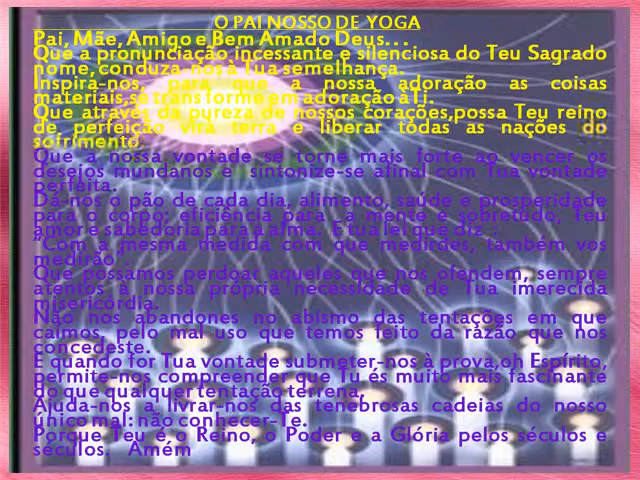 O PAI NOSSO DE YOGA
Pai, Mãe, Amigo e Bem Amado Deus. . .
Que a pronunciação incessante e silenciosa do Teu Sagrado
nome, conduza-nos à Tua semelhança.
Inspira-nos, para que a nossa adoração as coisas
materiais,se trans forme em adoração à Ti.
Que através da pureza de nossos corações,possa Teu reino
de perfeição vira terra e liberar todas as nações do
sofrimento.
Que a nossa vontade se torne mais forte ao vencer os
desejos mundanos e sintonize-se afinal com Tua vontade
perfeita.
Dá-nos o pão de cada dia, alimento, saúde e prosperidade
para o corpo; eficiência para a mente e sobretudo, Teu
amor e sabedoria para a alma. E tua lei que diz :
“Com a mesma medida com que medirdes, também vos
medirão”.
Que possamos perdoar aqueles que nos ofendem, sempre
atentos à nossa própria necessidade de Tua imerecida
misericórdia.
Não nos abandones no abismo das tentações em que
caímos, pelo mal uso que temos feito da razão que nos
concedeste.
E quando for Tua vontade submeter-nos à prova,oh Espírito,
permite-nos compreender que Tu és muito mais fascinante
do que qualquer tentação terrena.
Ajuda-nos a livrar-nos das tenebrosas cadeias do nosso
único mal: não conhecer-Te.
Porque Teu é o Reino, o Poder e a Glória pelos séculos e
séculos. Amém